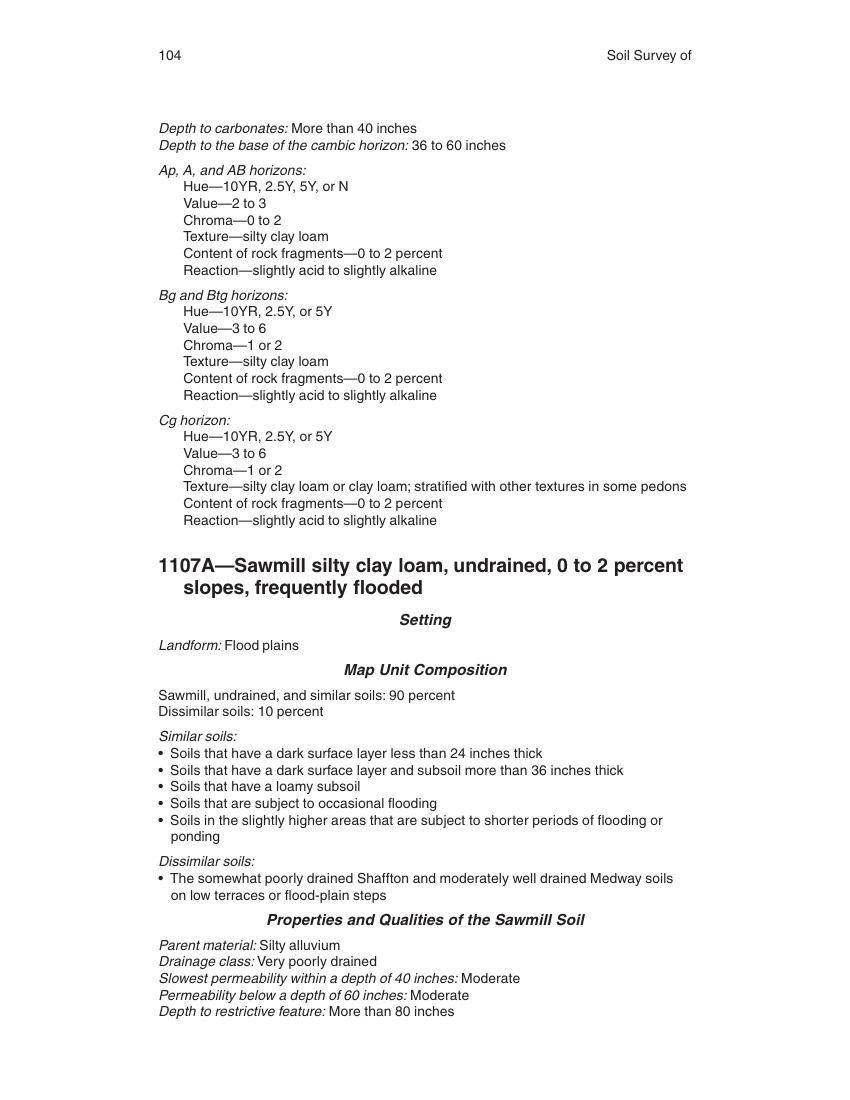 104
Soil Survey of
Depth to carbonates: More than 40 inches
Depth to the base of the cambic horizon: 36 to 60 inches
Ap, A, and AB horizons:
Hue—10YR, 2.5Y, 5Y, or N
Value—2 to 3
Chroma—0 to 2
Texture—silty clay loam
Content of rock fragments—0 to 2 percent
Reaction—slightly acid to slightly alkaline
Bg and Btg horizons:
Hue—10YR, 2.5Y, or 5Y
Value—3 to 6
Chroma—1 or 2
Texture—silty clay loam
Content of rock fragments—0 to 2 percent
Reaction—slightly acid to slightly alkaline
Cg horizon:
Hue—10YR, 2.5Y, or 5Y
Value—3 to 6
Chroma—1 or 2
Texture—silty clay loam or clay loam; stratified with other textures in some pedons
Content of rock fragments—0 to 2 percent
Reaction—slightly acid to slightly alkaline
1107A—Sawmill silty clay loam, undrained, 0 to 2 percent
slopes, frequently flooded
Setting
Landform: Flood plains
Map Unit Composition
Sawmill, undrained, and similar soils: 90 percent
Dissimilar soils: 10 percent
Similar soils:
• Soils that have a dark surface layer less than 24 inches thick
• Soils that have a dark surface layer and subsoil more than 36 inches thick
• Soils that have a loamy subsoil
• Soils that are subject to occasional flooding
• Soils in the slightly higher areas that are subject to shorter periods of flooding or
ponding
Dissimilar soils:
• The somewhat poorly drained Shaffton and moderately well drained Medway soils
on low terraces or flood-plain steps
Properties and Qualities of the Sawmill Soil
Parent material: Silty alluvium
Drainage class: Very poorly drained
Slowest permeability within a depth of 40 inches: Moderate
Permeability below a depth of 60 inches: Moderate
Depth to restrictive feature: More than 80 inches